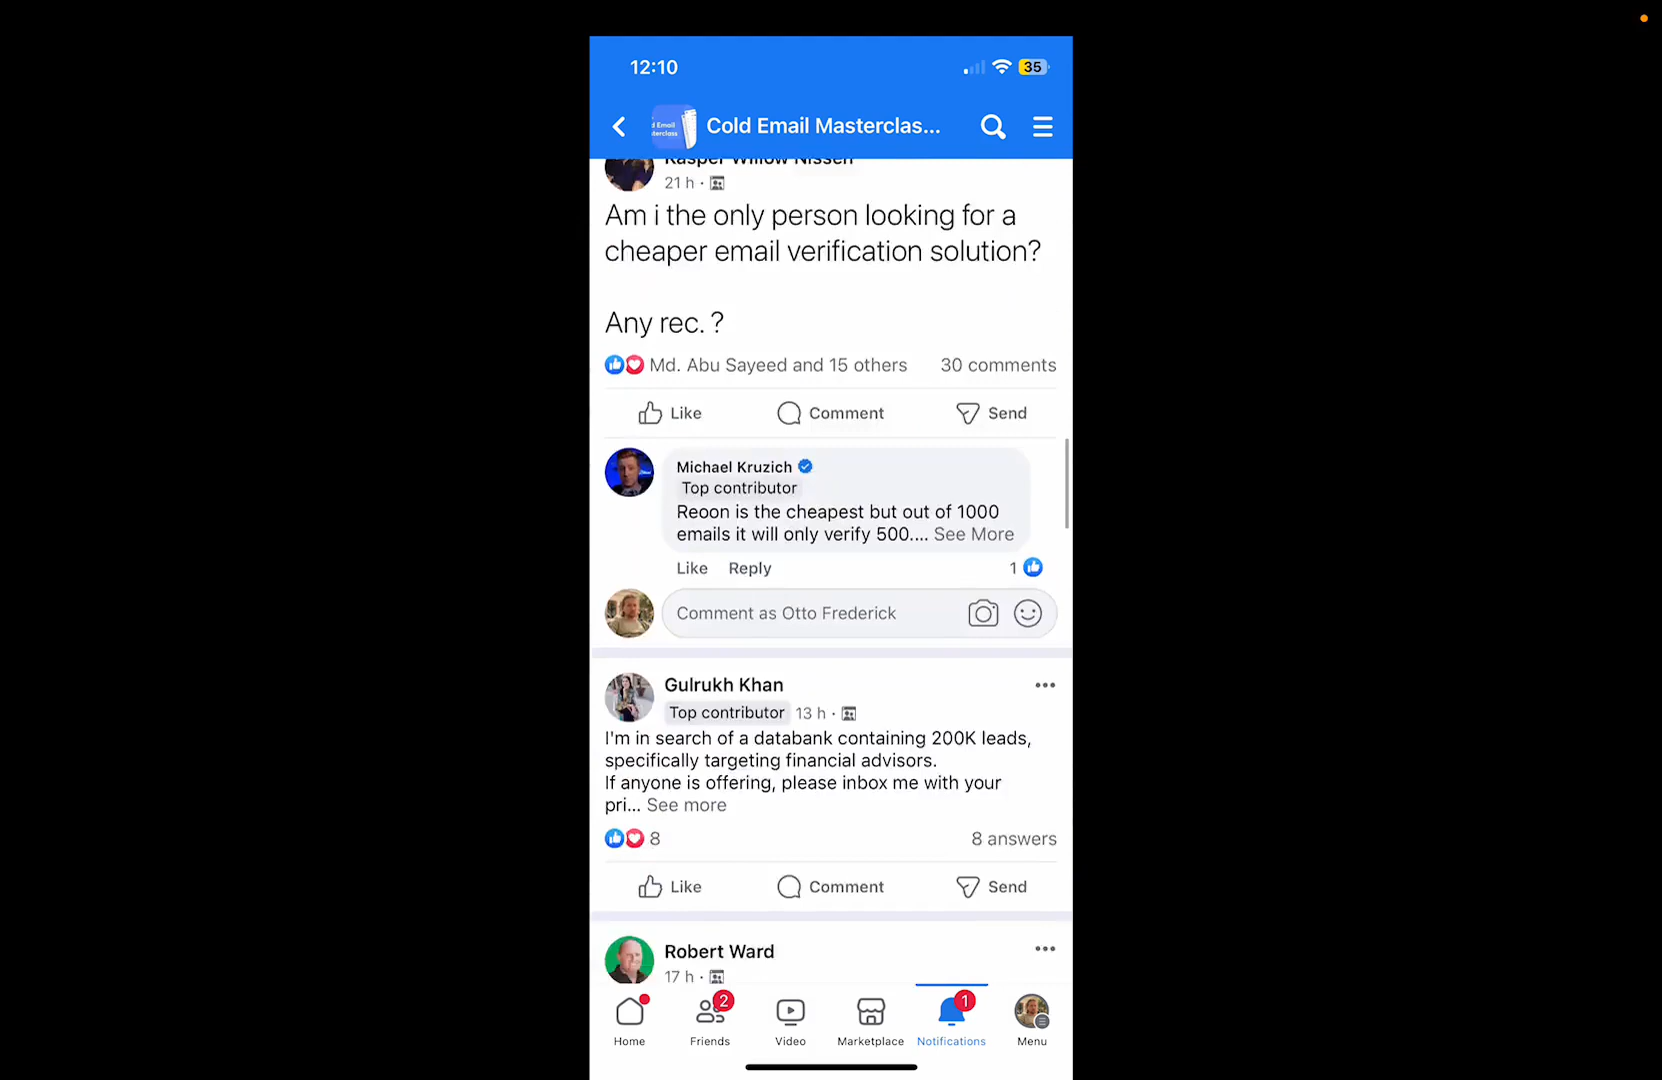 12:10
35
d Email
terclass
Cold Email Masterclas...
Kasper Willow Nissen
21 h ·
Am i the only person looking for a
cheaper email verification solution?
Any rec. ?
Md. Abu Sayeed and 15 others 30 comments
Like Comment Send
Michael Kruzich
Top contributor
Reoon is the cheapest but out of 1000
emails it will only verify 500.... See More
Like Reply 1
Comment as Otto Frederick
Gulrukh Khan
Top contributor 13 h ·
I'm in search of a databank containing 200K leads,
specifically targeting financial advisors.
If anyone is offering, please inbox me with your
pri... See more
8 8 answers
Like Comment Send
Robert Ward
17 h ·
2 1
Home Friends Video Marketplace Notifications Menu